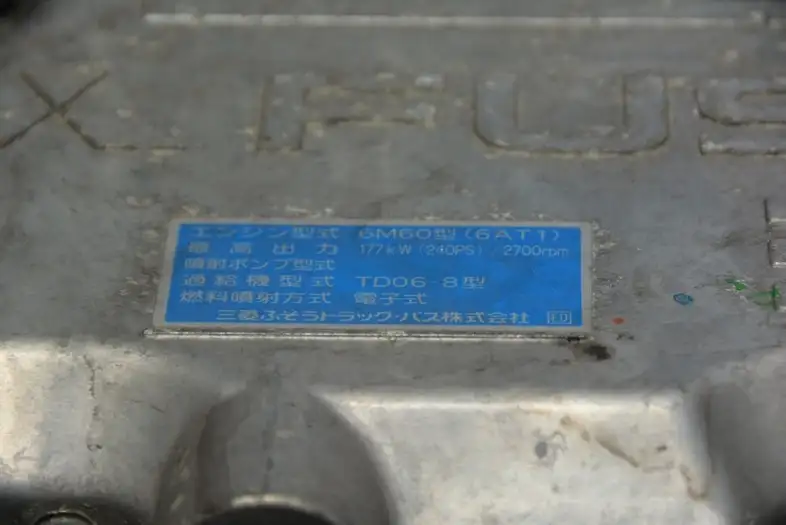 X FUS
エンジン型式 6M60型(6AT1)
最高出力 177kW(240PS)/2700rpm
噴射ポンプ型式
過給機型式 TD06-8型
燃料噴射方式 電子式
三菱ふそうトラック・バス株式会社